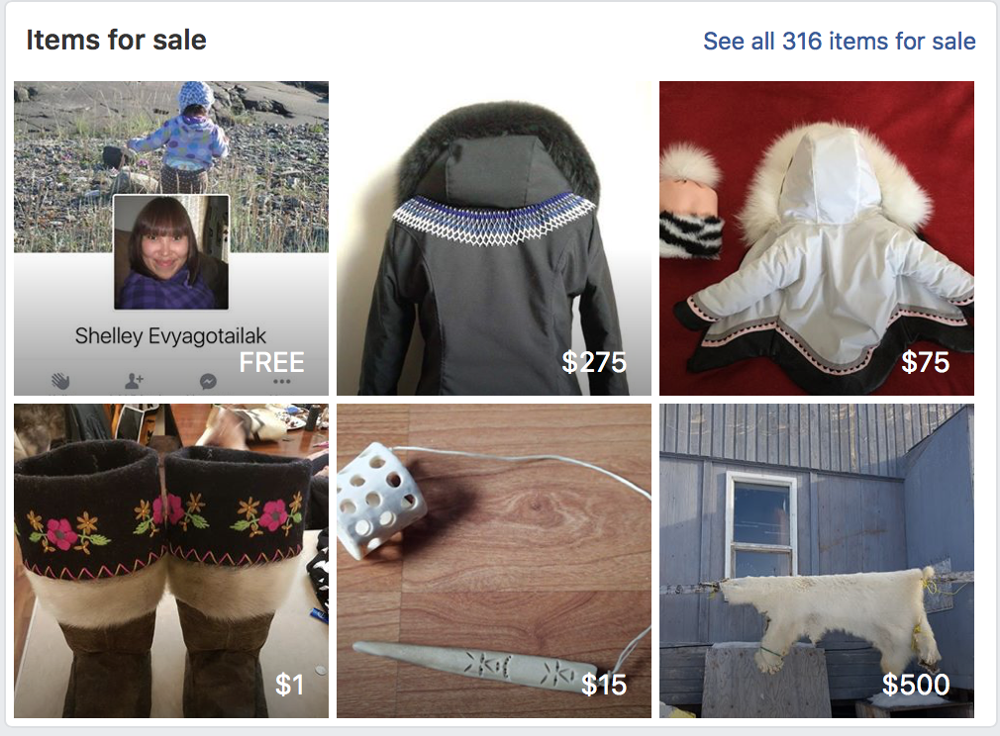 Items for sale
See all 316 items for sale
Shelley Evyagotailak
FREE
$275
$75
$1
$15
$500